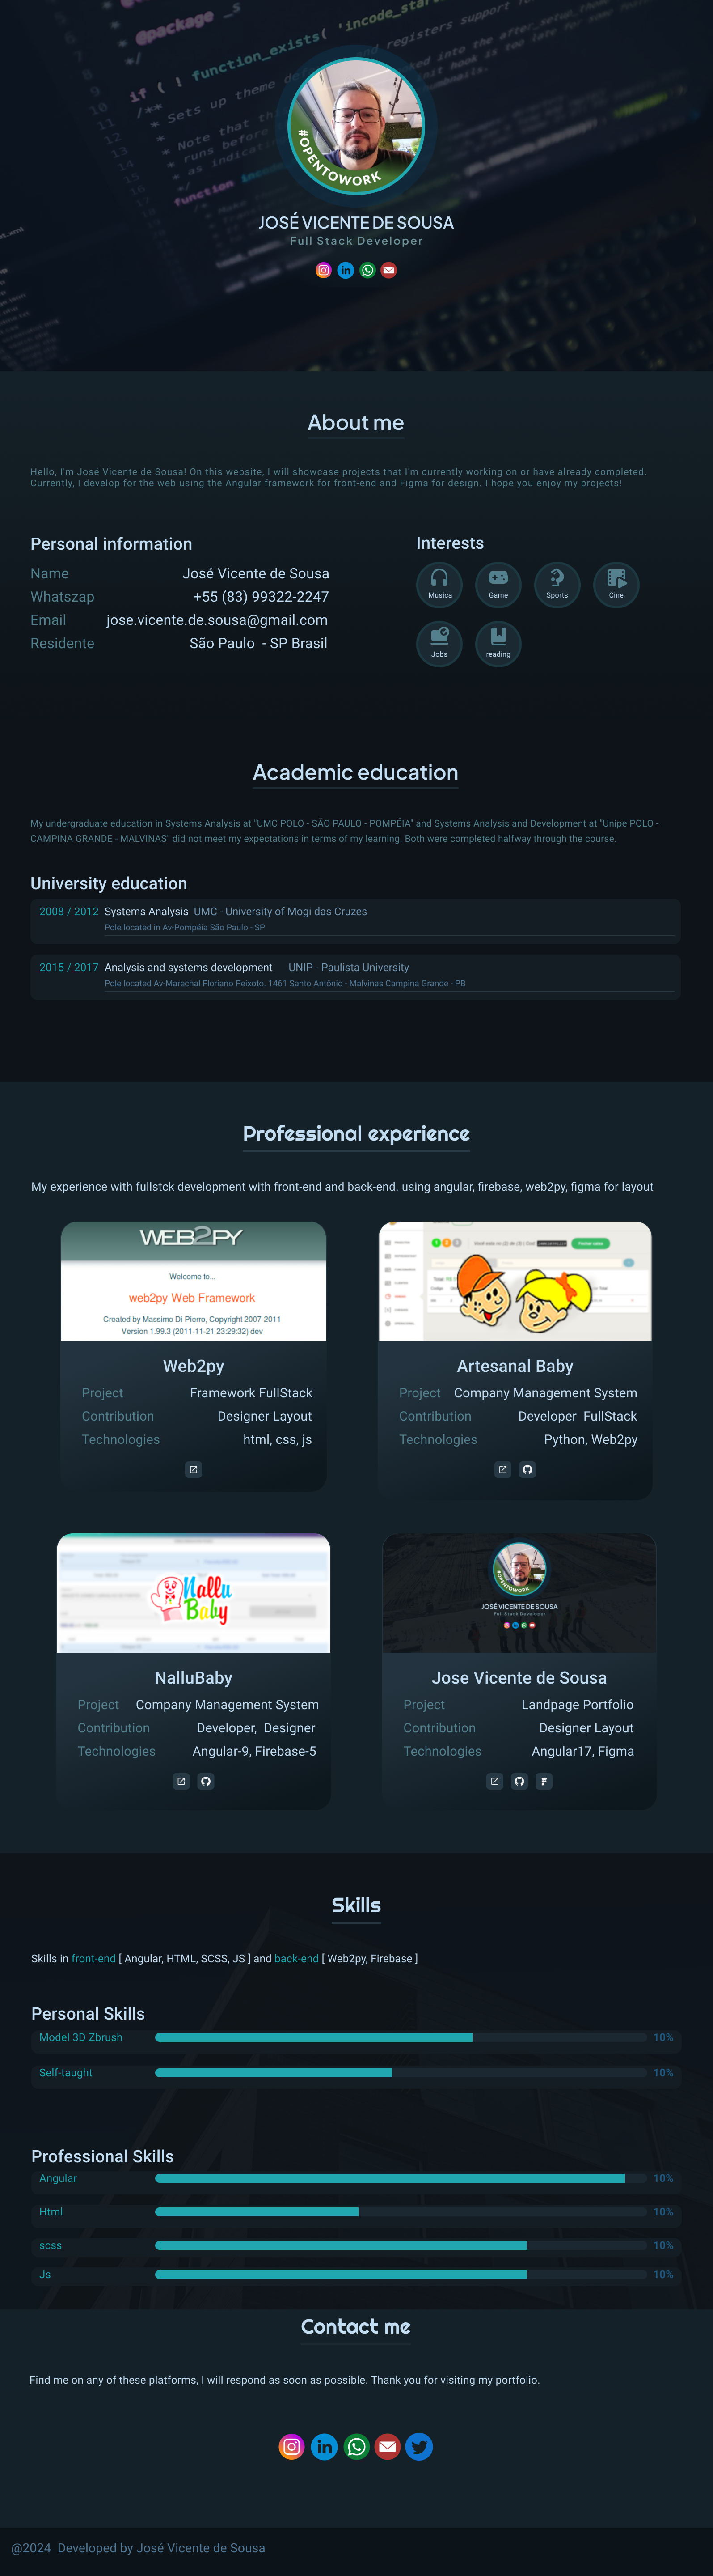 @package _s
function_exists(
if ( !
/**
* Sets up theme
* Note that
runs before
* as indicat
function
#OPENTOWORK
JOSÉ VICENTE DE SOUSA
Full Stack Developer
About me
Hello, I'm José Vicente de Sousa! On this website, I will showcase projects that I'm currently working on or have already completed.
Currently, I develop for the web using the Angular framework for front-end and Figma for design. I hope you enjoy my projects!
Personal information
Name José Vicente de Sousa
Whatszap +55 (83) 99322-2247
Email jose.vicente.de.sousa@gmail.com
Residente São Paulo - SP Brasil
Interests
Musica Game Sports Cine
Jobs reading
Academic education
My undergraduate education in Systems Analysis at "UMC POLO - SÃO PAULO - POMPÉIA" and Systems Analysis and Development at "Unipe POLO -
CAMPINA GRANDE - MALVINAS" did not meet my expectations in terms of my learning. Both were completed halfway through the course.
University education
2008 / 2012 Systems Analysis UMC - University of Mogi das Cruzes
Pole located in Av-Pompéia São Paulo - SP
2015 / 2017 Analysis and systems development UNIP - Paulista University
Pole located Av-Marechal Floriano Peixoto. 1461 Santo Antônio - Malvinas Campina Grande - PB
Professional experience
My experience with fullstck development with front-end and back-end. using angular, firebase, web2py, figma for layout
WEB2PY
Welcome to...
web2py Web Framework
Created by Massimo Di Pierro, Copyright 2007-2011
Version 1.99.3 (2011-11-21 23:29:32) dev
Web2py
Project Framework FullStack
Contribution Designer Layout
Technologies html, css, js
Artesanal Baby
Project Company Management System
Contribution Developer FullStack
Technologies Python, Web2py
Nallu
Baby
NalluBaby
Project Company Management System
Contribution Developer, Designer
Technologies Angular-9, Firebase-5
#OPENTOWORK
JOSÉ VICENTE DE SOUSA
Full Stack Developer
Jose Vicente de Sousa
Project Landpage Portfolio
Contribution Designer Layout
Technologies Angular17, Figma
Skills
Skills in front-end [ Angular, HTML, SCSS, JS ] and back-end [ Web2py, Firebase ]
Personal Skills
Model 3D Zbrush 10%
Self-taught 10%
Professional Skills
Angular 10%
Html 10%
scss 10%
Js 10%
Contact me
Find me on any of these platforms, I will respond as soon as possible. Thank you for visiting my portfolio.
@2024 Developed by José Vicente de Sousa